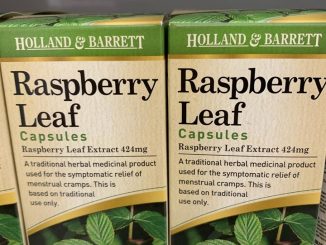 HOLLAND & BARRETT
Raspberry
Leaf
Capsules
Raspberry Leaf Extract 424mg
A traditional herbal medicinal product
used for the symptomatic relief of
menstrual cramps. This is
based on traditional
use only.
HOLLAND & BARRETT
Raspberry
Leaf
Capsules
Raspberry Leaf Extract 424mg
A traditional herbal medicinal product
used for the symptomatic relief of
menstrual cramps. This is
based on traditional
use only.